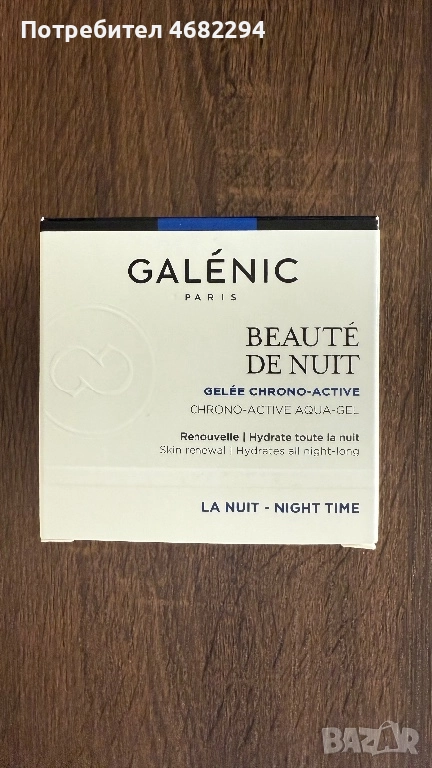 Потребител 4682294
GALÉNIC
PARIS
BEAUTÉ
DE NUIT
GELÉE CHRONO-ACTIVE
CHRONO-ACTIVE AQUA-GEL
Renouvelle | Hydrate toute la nuit
Skin renewal | Hydrates all night-long
LA NUIT - NIGHT TIME
BAZAR